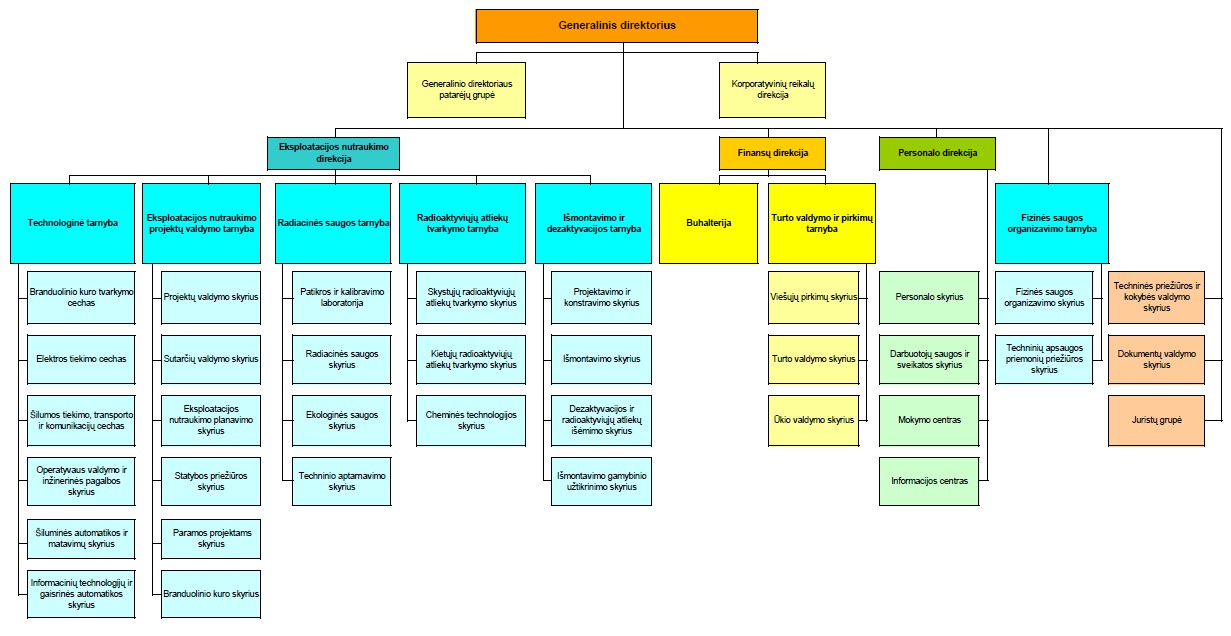 Generalinis direktorius
Generalinio direktoriaus
patarėjų grupė
Korporatyvinių reikalų
direkcija
Eksploatacijos nutraukimo
direkcija
Finansų direkcija
Personalo direkcija
Technologinė tarnyba
Eksploatacijos nutraukimo
projektų valdymo tarnyba
Radiacinės saugos tarnyba
Radioaktyviųjų atliekų
tvarkymo tarnyba
Išmontavimo ir
dezaktyvacijos tarnyba
Buhalterija
Turto valdymo ir pirkimų
tarnyba
Fizinės saugos
organizavimo tarnyba
Branduolinio kuro tvarkymo
cechas
Elektros tiekimo cechas
Šilumos tiekimo, transporto
ir komunikacijų cechas
Operatyvaus valdymo ir
inžinerinės pagalbos
skyrius
Šiluminės automatikos ir
matavimų skyrius
Informacinių technologijų ir
gaisrinės automatikos
skyrius
Projektų valdymo skyrius
Sutarčių valdymo skyrius
Eksploatacijos
nutraukimo planavimo
skyrius
Statybos priežiūros
skyrius
Paramos projektams
skyrius
Branduolinio kuro skyrius
Patikros ir kalibravimo
laboratorija
Radiacinės saugos
skyrius
Ekologinės saugos
skyrius
Techninio aptarnavimo
skyrius
Skystųjų radioaktyviųjų
atliekų tvarkymo skyrius
Kietųjų radioaktyviųjų
atliekų tvarkymo skyrius
Cheminės technologijos
skyrius
Projektavimo ir
konstravimo skyrius
Išmontavimo skyrius
Dezaktyvacijos ir
radioaktyviųjų atliekų
išėmimo skyrius
Išmontavimo gamybinio
užtikrinimo skyrius
Viešųjų pirkimų skyrius
Turto valdymo skyrius
Ūkio valdymo skyrius
Personalo skyrius
Darbuotojų saugos ir
sveikatos skyrius
Mokymo centras
Informacijos centras
Fizinės saugos
organizavimo skyrius
Techninių apsaugos
priemonių priežiūros
skyrius
Techninės priežiūros ir
kokybės valdymo
skyrius
Dokumentų valdymo
skyrius
Juristų grupė